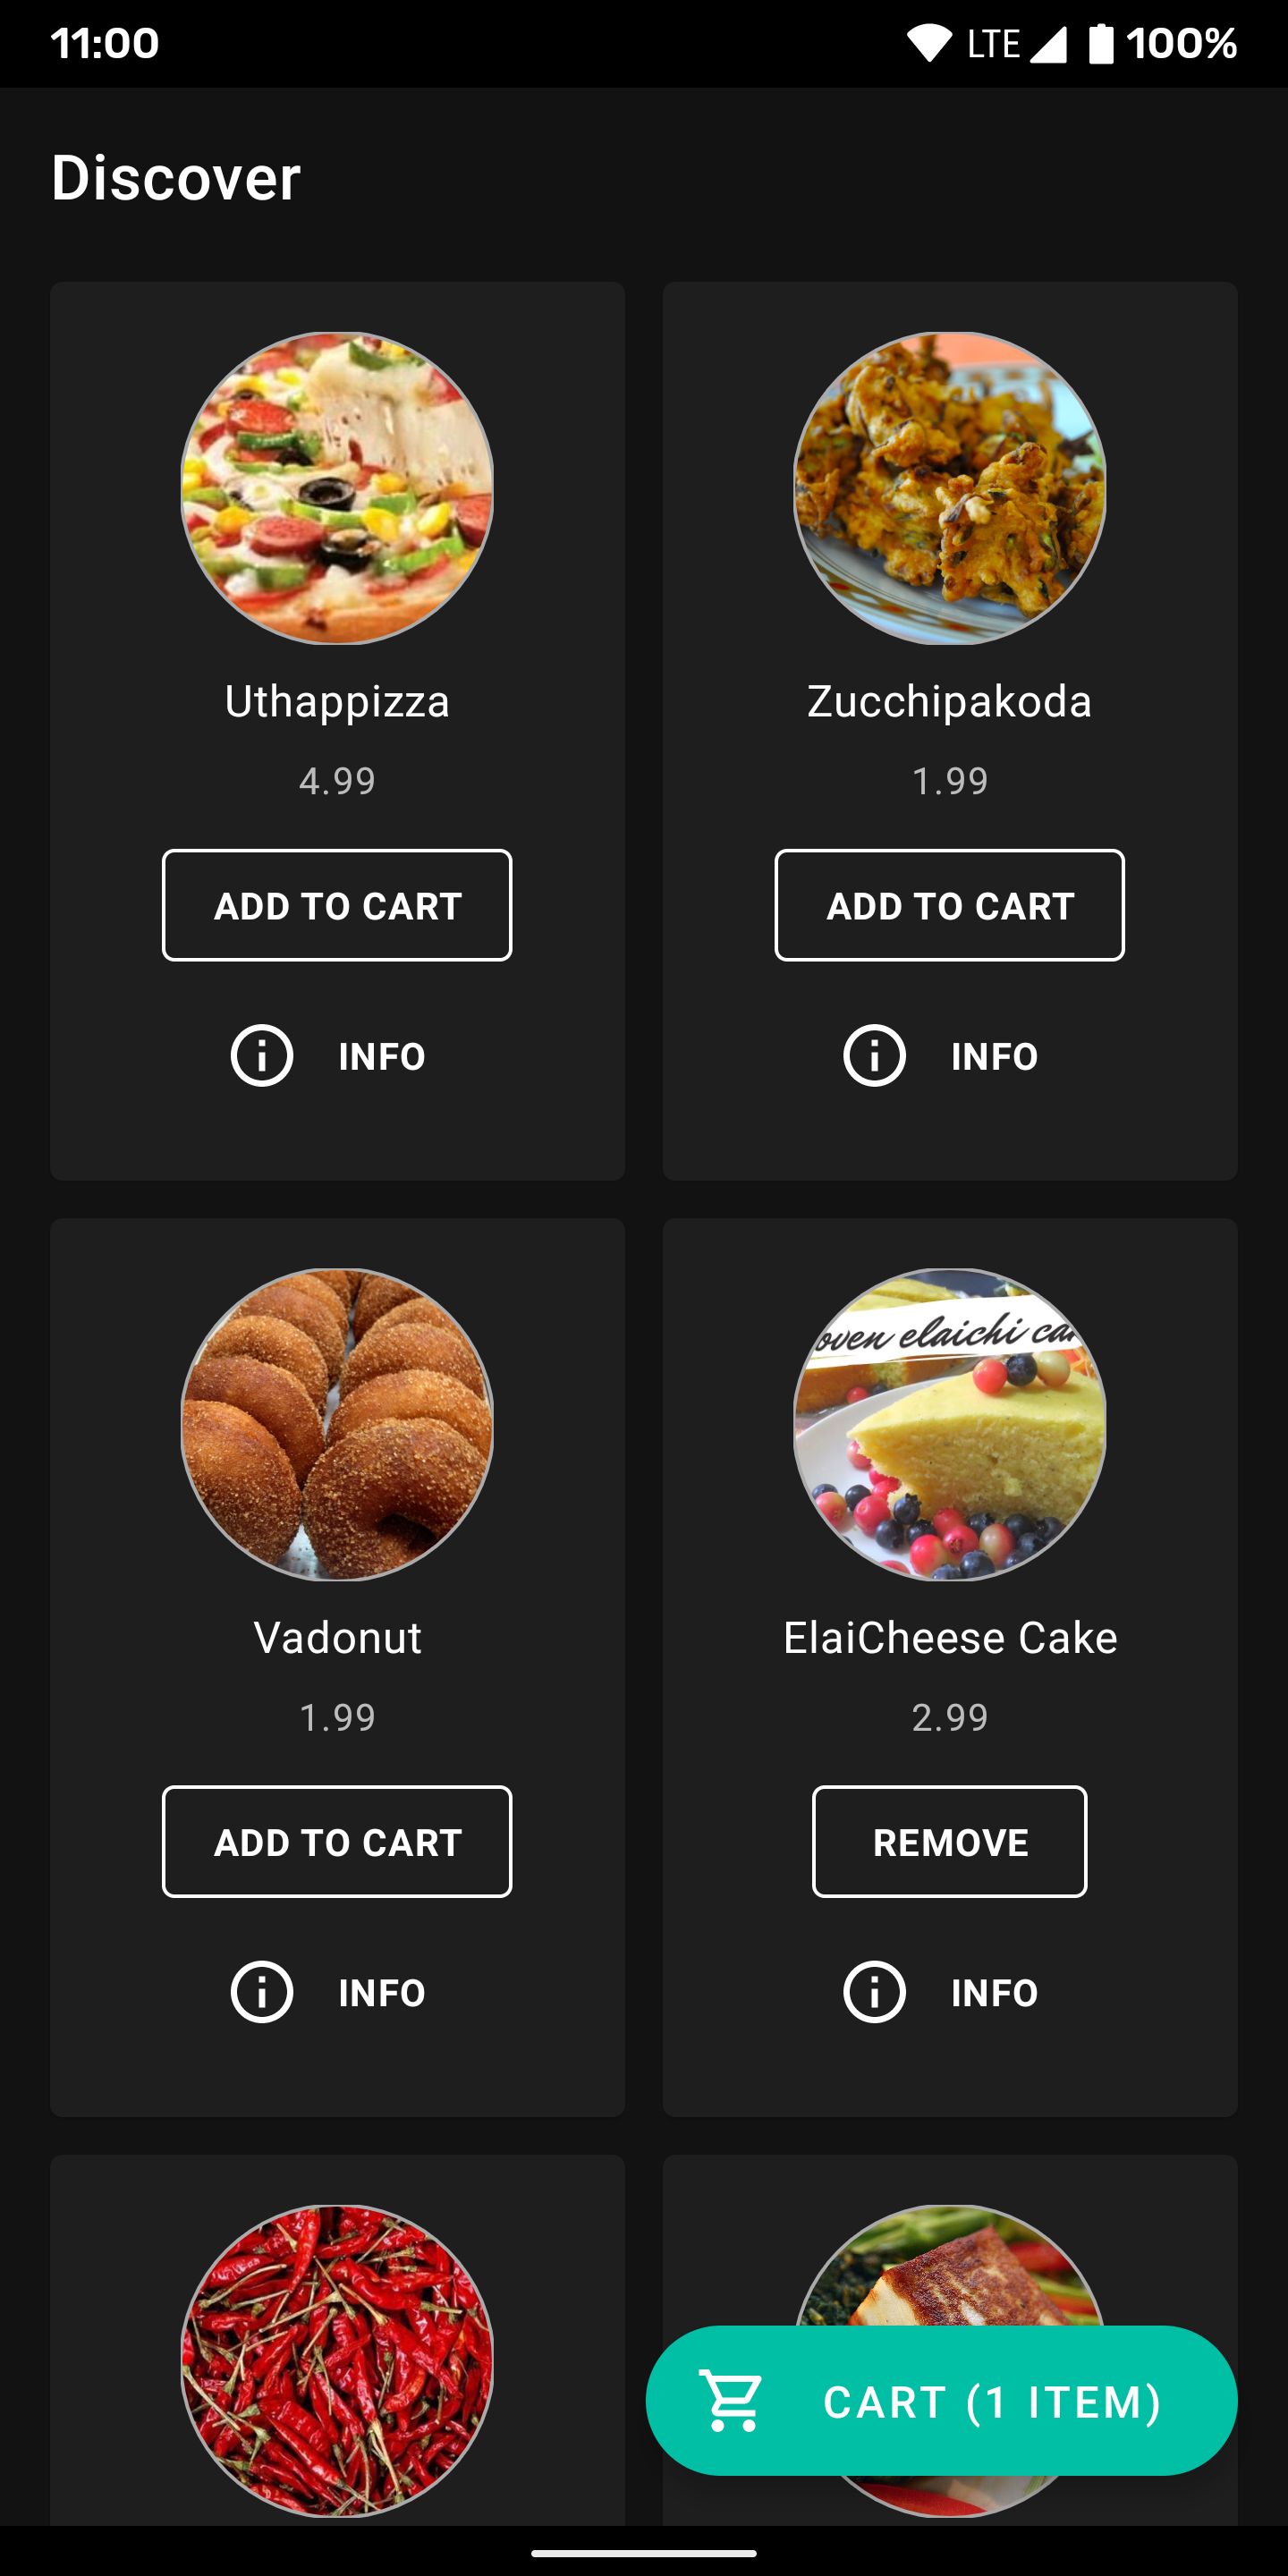 11:00
LTE 100%
Discover
Uthappizza
4.99
ADD TO CART
INFO
Zucchipakoda
1.99
ADD TO CART
INFO
Vadonut
1.99
ADD TO CART
INFO
oven elaichi
ElaiCheese Cake
2.99
REMOVE
INFO
CART (1 ITEM)